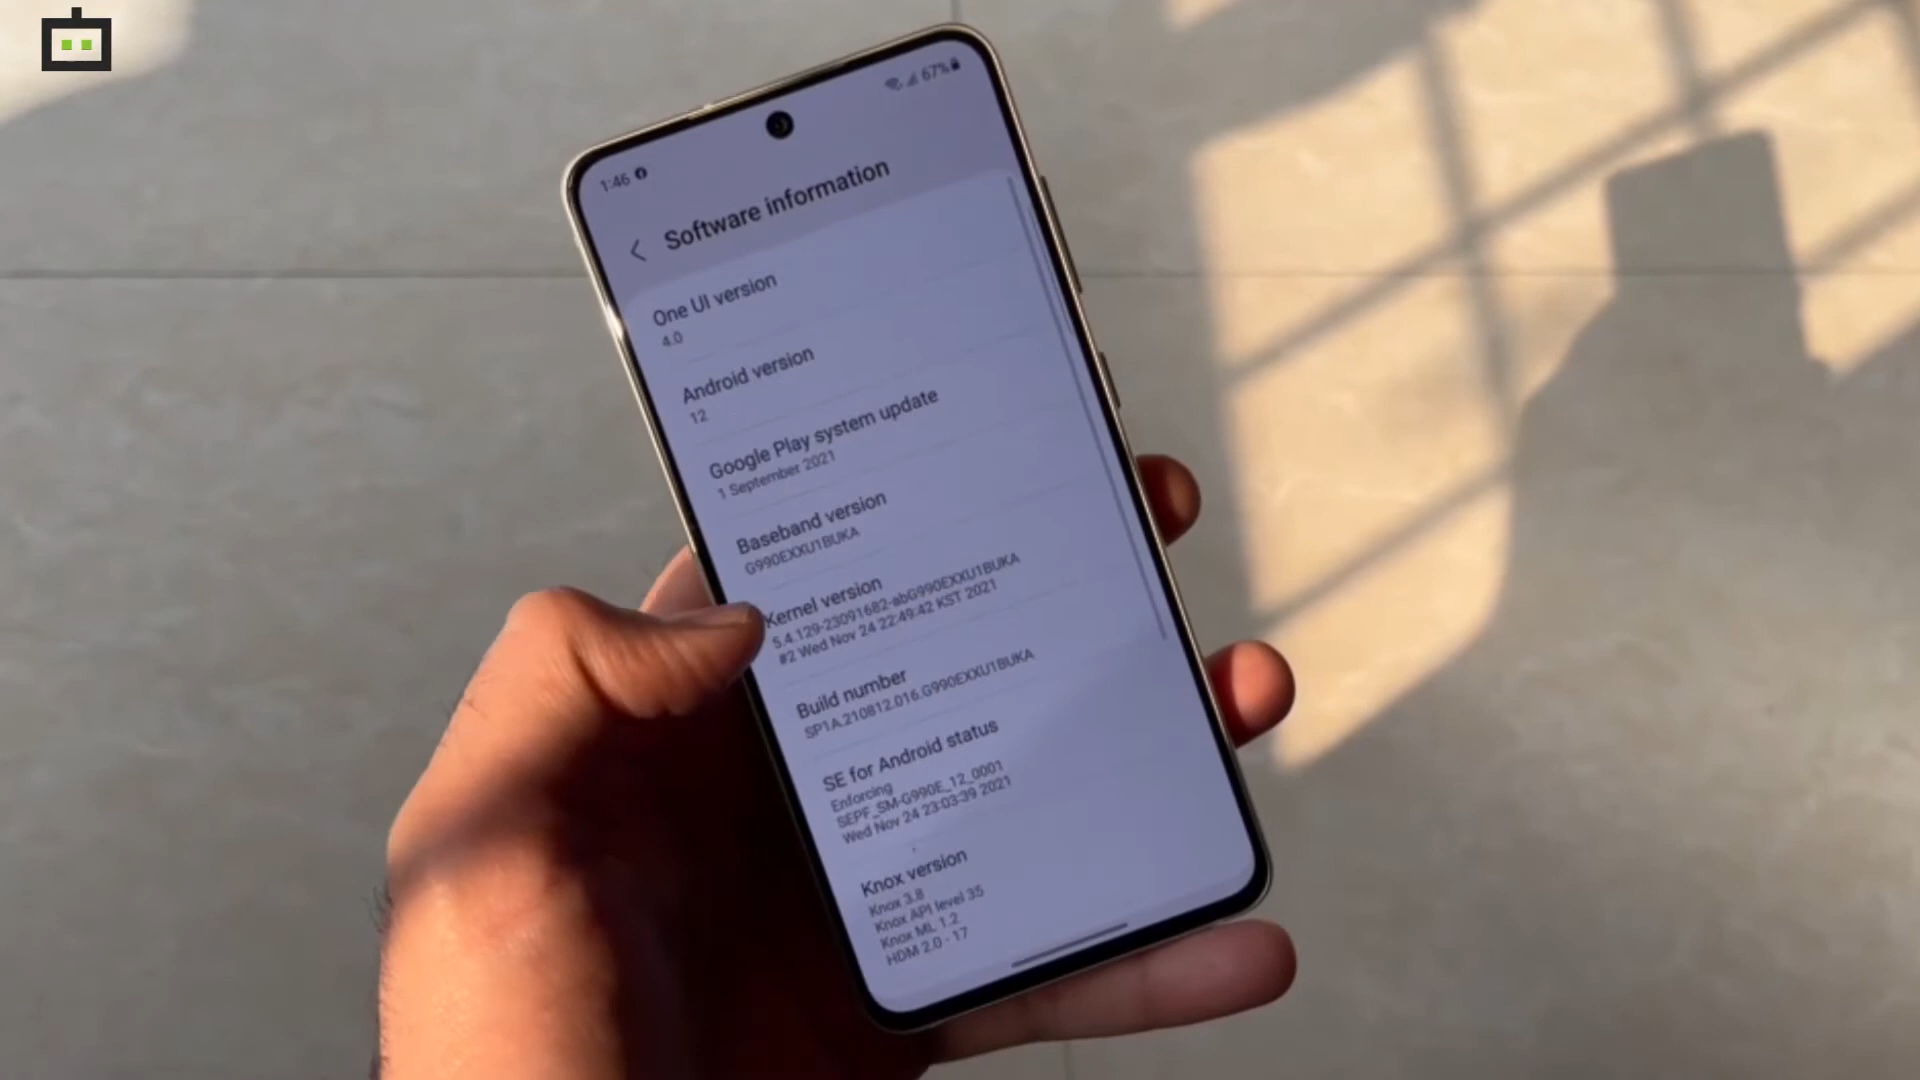 1:46
67%
Software information
One UI version
4.0
Android version
12
Google Play system update
1 September 2021
Baseband version
G990EXXU1BUKA
Kernel version
5.4.129-23091682-abG990EXXU1BUKA
#2 Wed Nov 24 22:49:42 KST 2021
Build number
SP1A.210812.016.G990EXXU1BUKA
SE for Android status
Enforcing
SEPF_SM-G990E_12_0001
Wed Nov 24 23:03:39 2021
Knox version
Knox 3.8
Knox API level 35
Knox ML 1.2
HDM 2.0 - 17